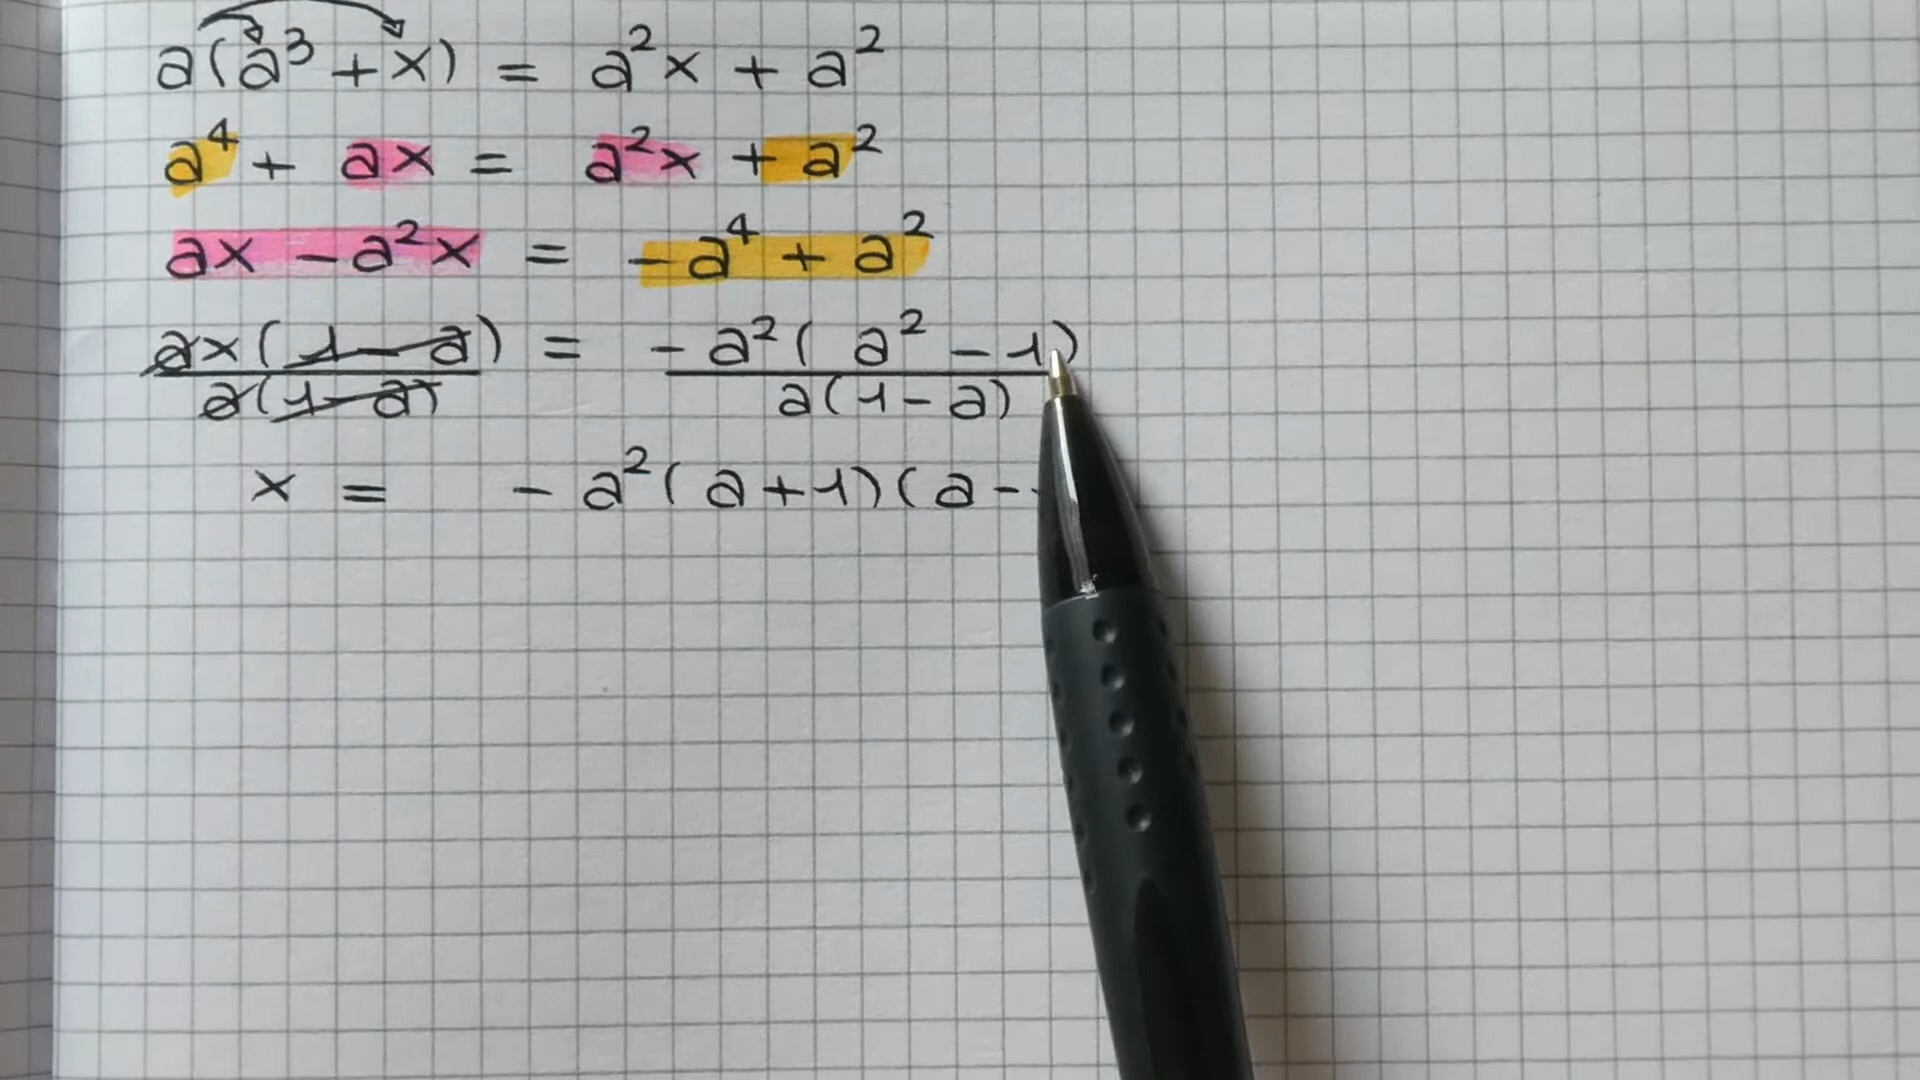 a(a³ + x) = a²x + a²
a⁴ + ax = a²x + a²
ax - a²x = -a⁴ + a²
ax(1 - a) = -a²(a² - 1)
a(1-a) a(1-a)
x = -a²(a+1)(a-